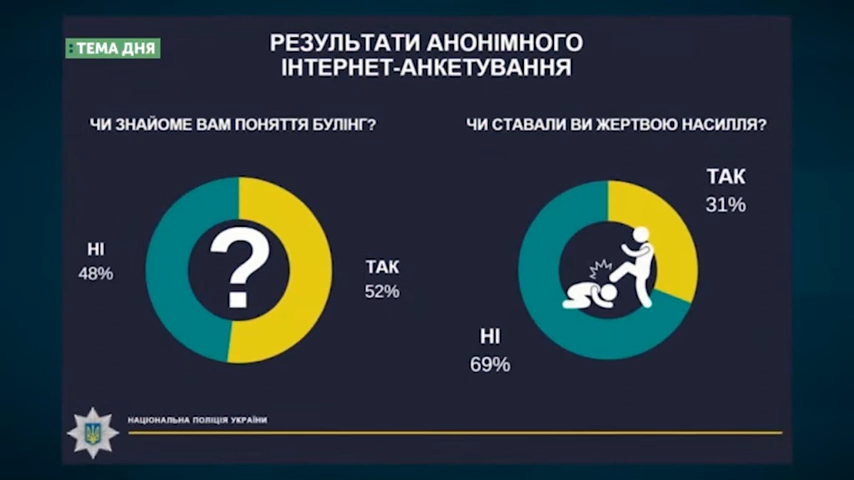 : ТЕМА ДНЯ
РЕЗУЛЬТАТИ АНОНІМНОГО
ІНТЕРНЕТ-АНКЕТУВАННЯ
ЧИ ЗНАЙОМЕ ВАМ ПОНЯТТЯ БУЛІНГ?
НІ
48%
?
ТАК
52%
ЧИ СТАВАЛИ ВИ ЖЕРТВОЮ НАСИЛЛЯ?
ТАК
31%
НІ
69%
НАЦІОНАЛЬНА ПОЛІЦІЯ УКРАЇНИ